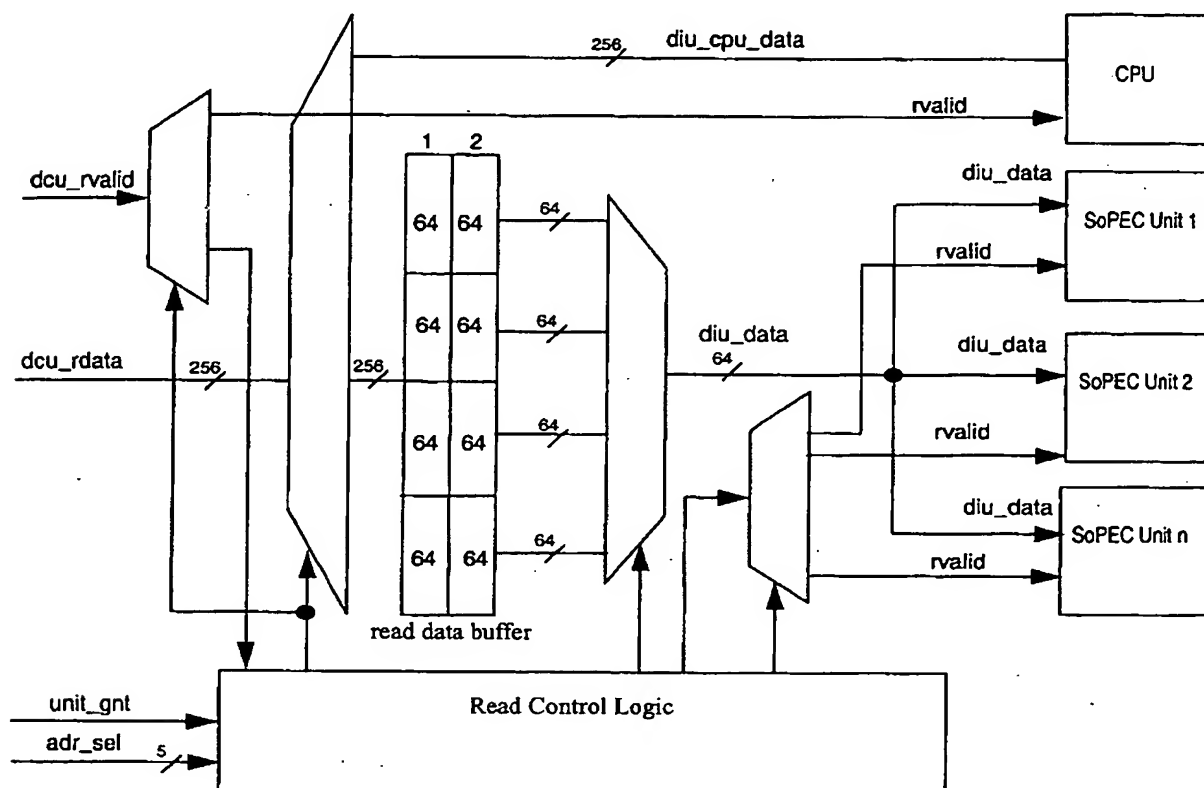 256
diu_cpu_data
CPU
rvalid
1 2
dcu_rvalid
diu_data
64 64
64
SoPEC Unit 1
rvalid
64 64
64
diu_data
64
diu_data
SoPEC Unit 2
dcu_rdata
256
256
64 64
64
rvalid
diu_data
SoPEC Unit n
64 64
64
rvalid
read data buffer
unit_gnt
Read Control Logic
adr_sel
5